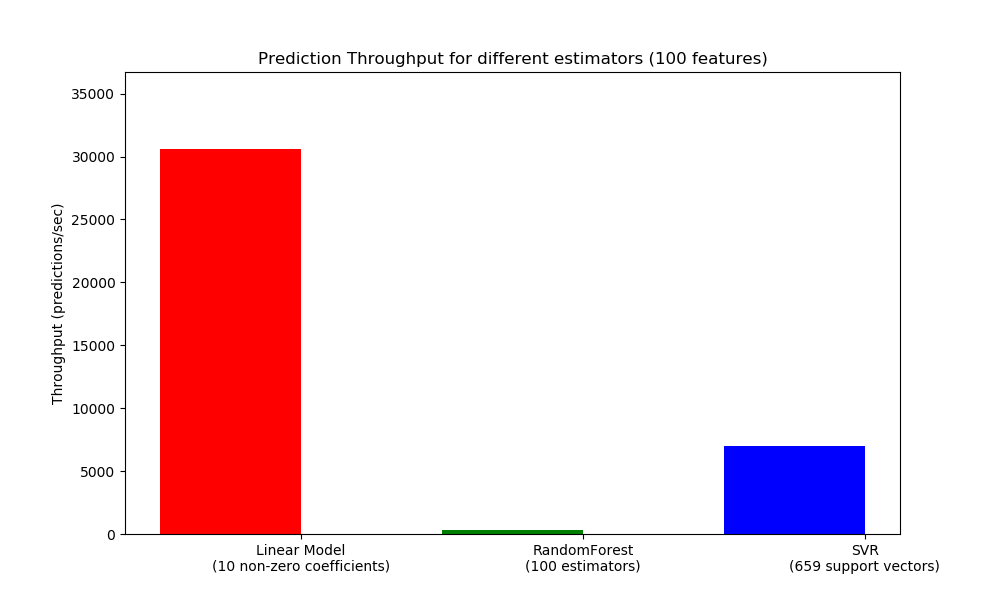 Prediction Throughput for different estimators (100 features)
Throughput (predictions/sec)
35000
30000
25000
20000
15000
10000
5000
0
Linear Model
(10 non-zero coefficients)
RandomForest
(100 estimators)
SVR
(659 support vectors)